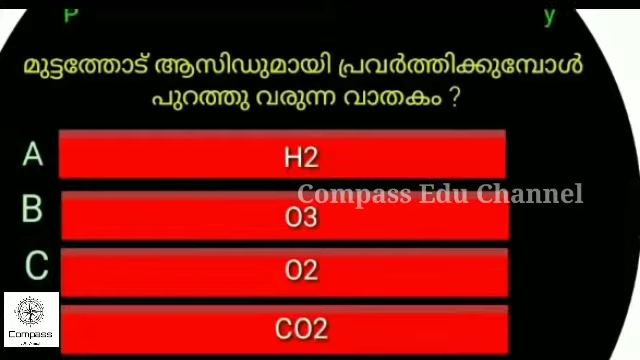 P y
മുട്ടത്തോട് ആസിഡുമായി പ്രവർത്തിക്കുമ്പോൾ
പുറത്തു വരുന്ന വാതകം ?
A H2
Compass Edu Channel
B O3
C O2
CO2
Compass